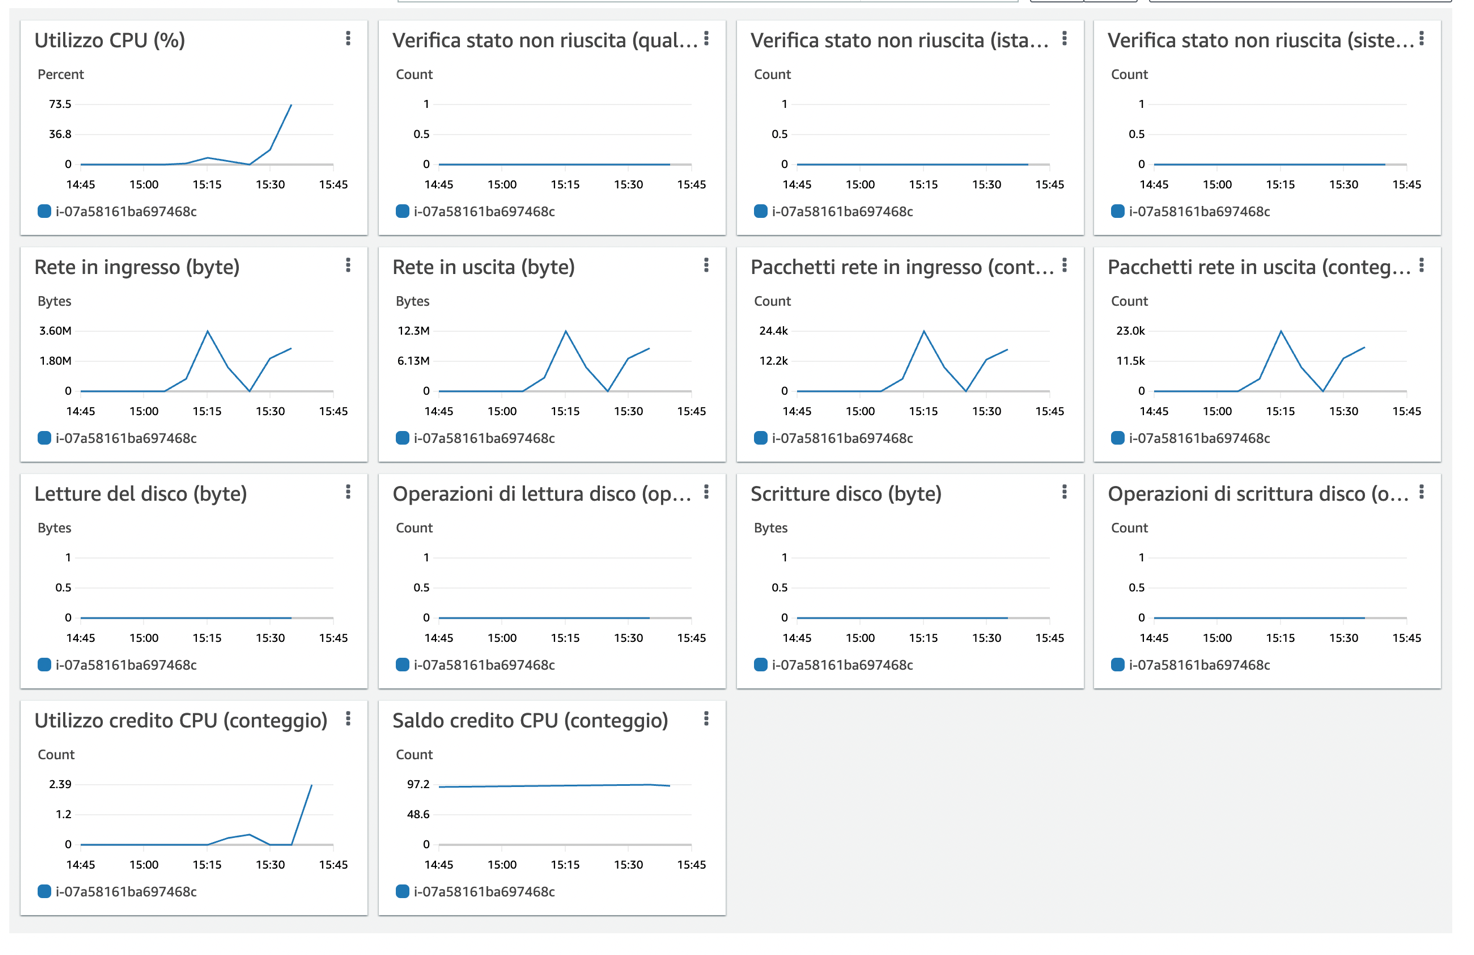 Utilizzo CPU (%)
Percent
73.5
36.8
0
14:45 15:00 15:15 15:30 15:45
i-07a58161ba697468c
Verifica stato non riuscita (qual…
Count
1
0.5
0
14:45 15:00 15:15 15:30 15:45
i-07a58161ba697468c
Verifica stato non riuscita (ista…
Count
1
0.5
0
14:45 15:00 15:15 15:30 15:45
i-07a58161ba697468c
Verifica stato non riuscita (siste…
Count
1
0.5
0
14:45 15:00 15:15 15:30 15:45
i-07a58161ba697468c
Rete in ingresso (byte)
Bytes
3.60M
1.80M
0
14:45 15:00 15:15 15:30 15:45
i-07a58161ba697468c
Rete in uscita (byte)
Bytes
12.3M
6.13M
0
14:45 15:00 15:15 15:30 15:45
i-07a58161ba697468c
Pacchetti rete in ingresso (cont…
Count
24.4k
12.2k
0
14:45 15:00 15:15 15:30 15:45
i-07a58161ba697468c
Pacchetti rete in uscita (conteg…
Count
23.0k
11.5k
0
14:45 15:00 15:15 15:30 15:45
i-07a58161ba697468c
Letture del disco (byte)
Bytes
1
0.5
0
14:45 15:00 15:15 15:30 15:45
i-07a58161ba697468c
Operazioni di lettura disco (op…
Count
1
0.5
0
14:45 15:00 15:15 15:30 15:45
i-07a58161ba697468c
Scritture disco (byte)
Bytes
1
0.5
0
14:45 15:00 15:15 15:30 15:45
i-07a58161ba697468c
Operazioni di scrittura disco (o…
Count
1
0.5
0
14:45 15:00 15:15 15:30 15:45
i-07a58161ba697468c
Utilizzo credito CPU (conteggio)
Count
2.39
1.2
0
14:45 15:00 15:15 15:30 15:45
i-07a58161ba697468c
Saldo credito CPU (conteggio)
Count
97.2
48.6
0
14:45 15:00 15:15 15:30 15:45
i-07a58161ba697468c